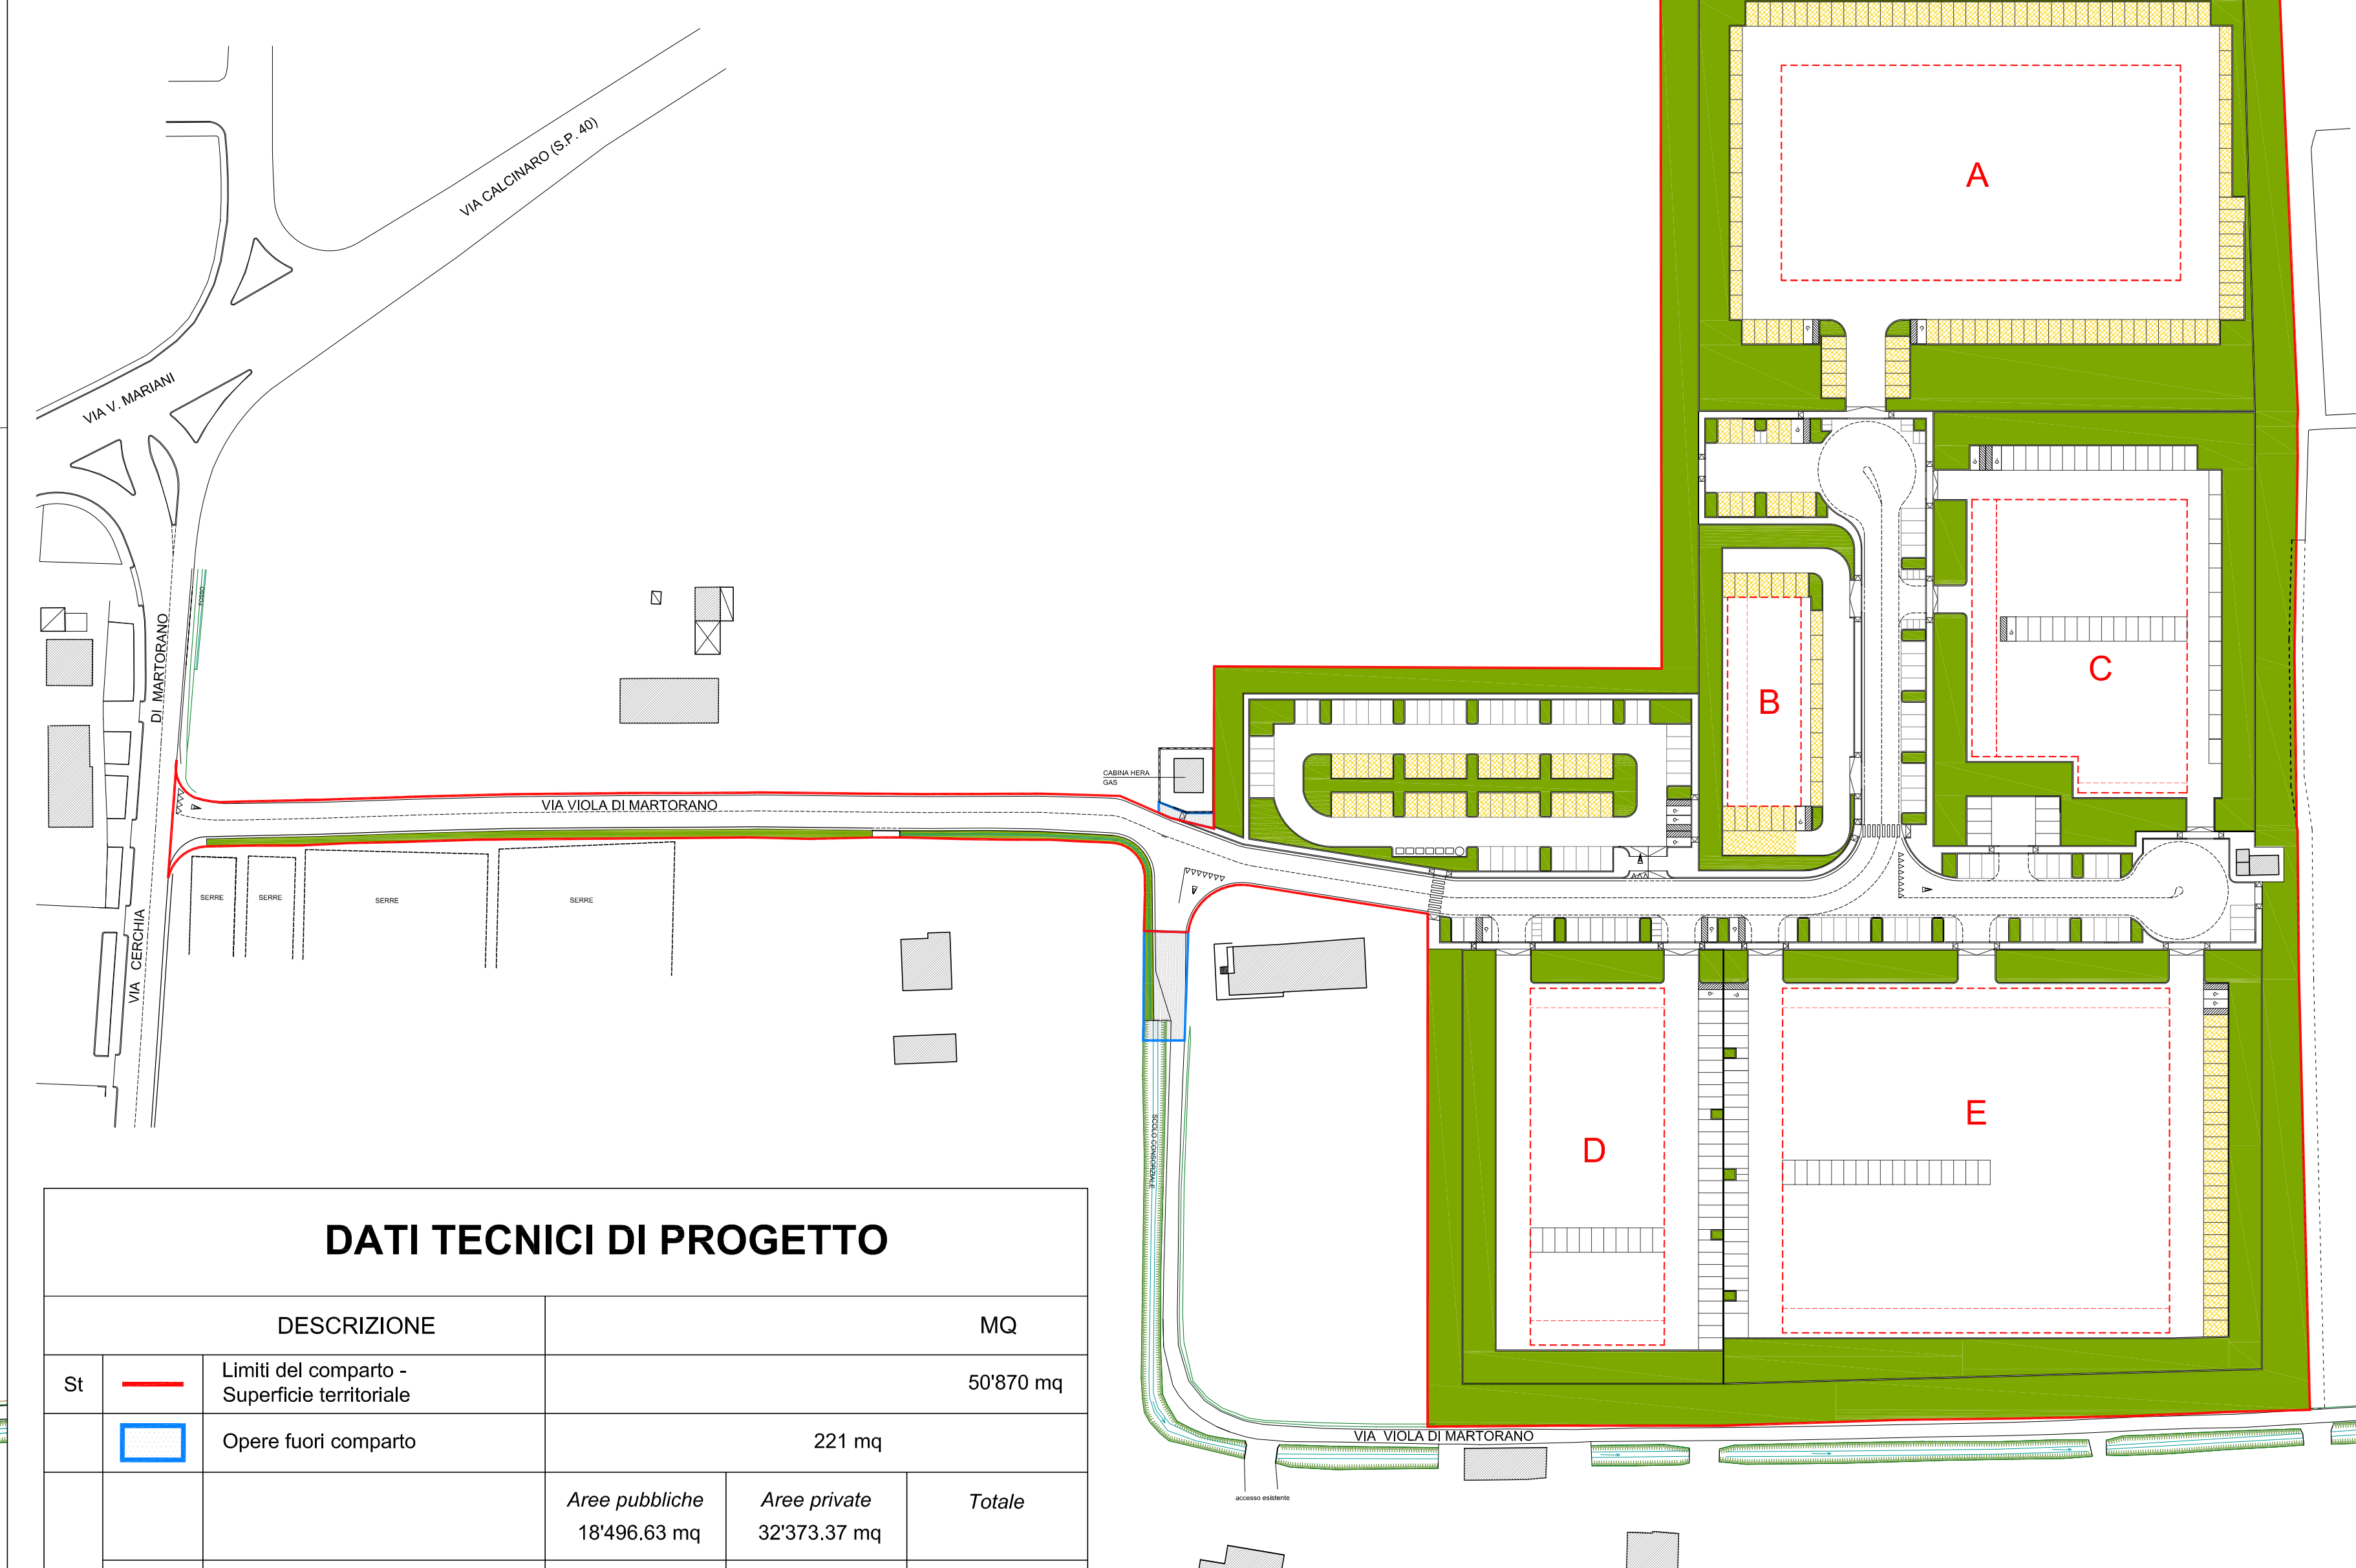 VIA CALCINARO (S.P. 40)
VIA V. MARIANI
A
FOSSO
DI MARTORANO
B
C
CABINA HERA
GAS
VIA VIOLA DI MARTORANO
SERRE
SERRE
SERRE
SERRE
VIA CERCHIA
SCOLO CONSORZIALE
D
E
VIA VIOLA DI MARTORANO
accesso esistente
DATI TECNICI DI PROGETTO
DESCRIZIONE MQ
St Limiti del comparto -
Superficie territoriale 50'870 mq
Opere fuori comparto 221 mq
Aree pubbliche Aree private Totale
18'496.63 mq 32'373.37 mq